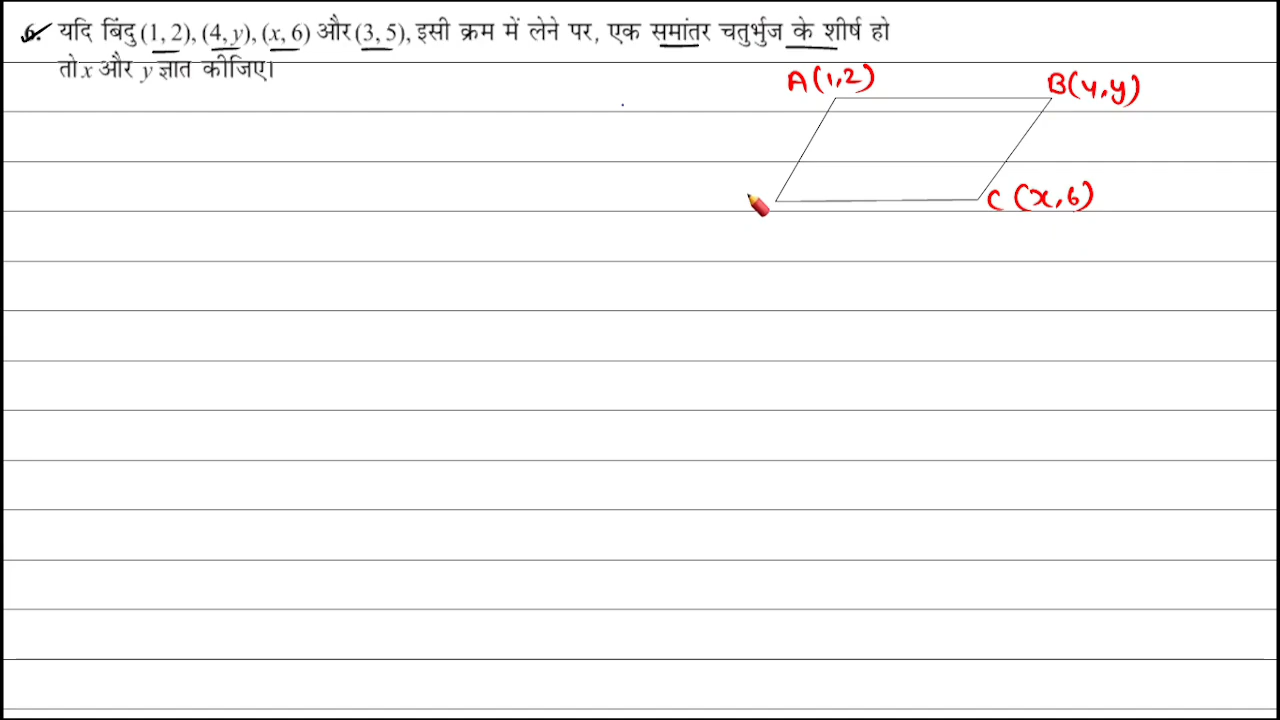 6. यदि बिंदु (1, 2), (4, y), (x, 6) और (3, 5), इसी क्रम में लेने पर, एक समांतर चतुर्भुज के शीर्ष हो
तो x और y ज्ञात कीजिए।
A(1,2)
B(4,y)
C (x,6)